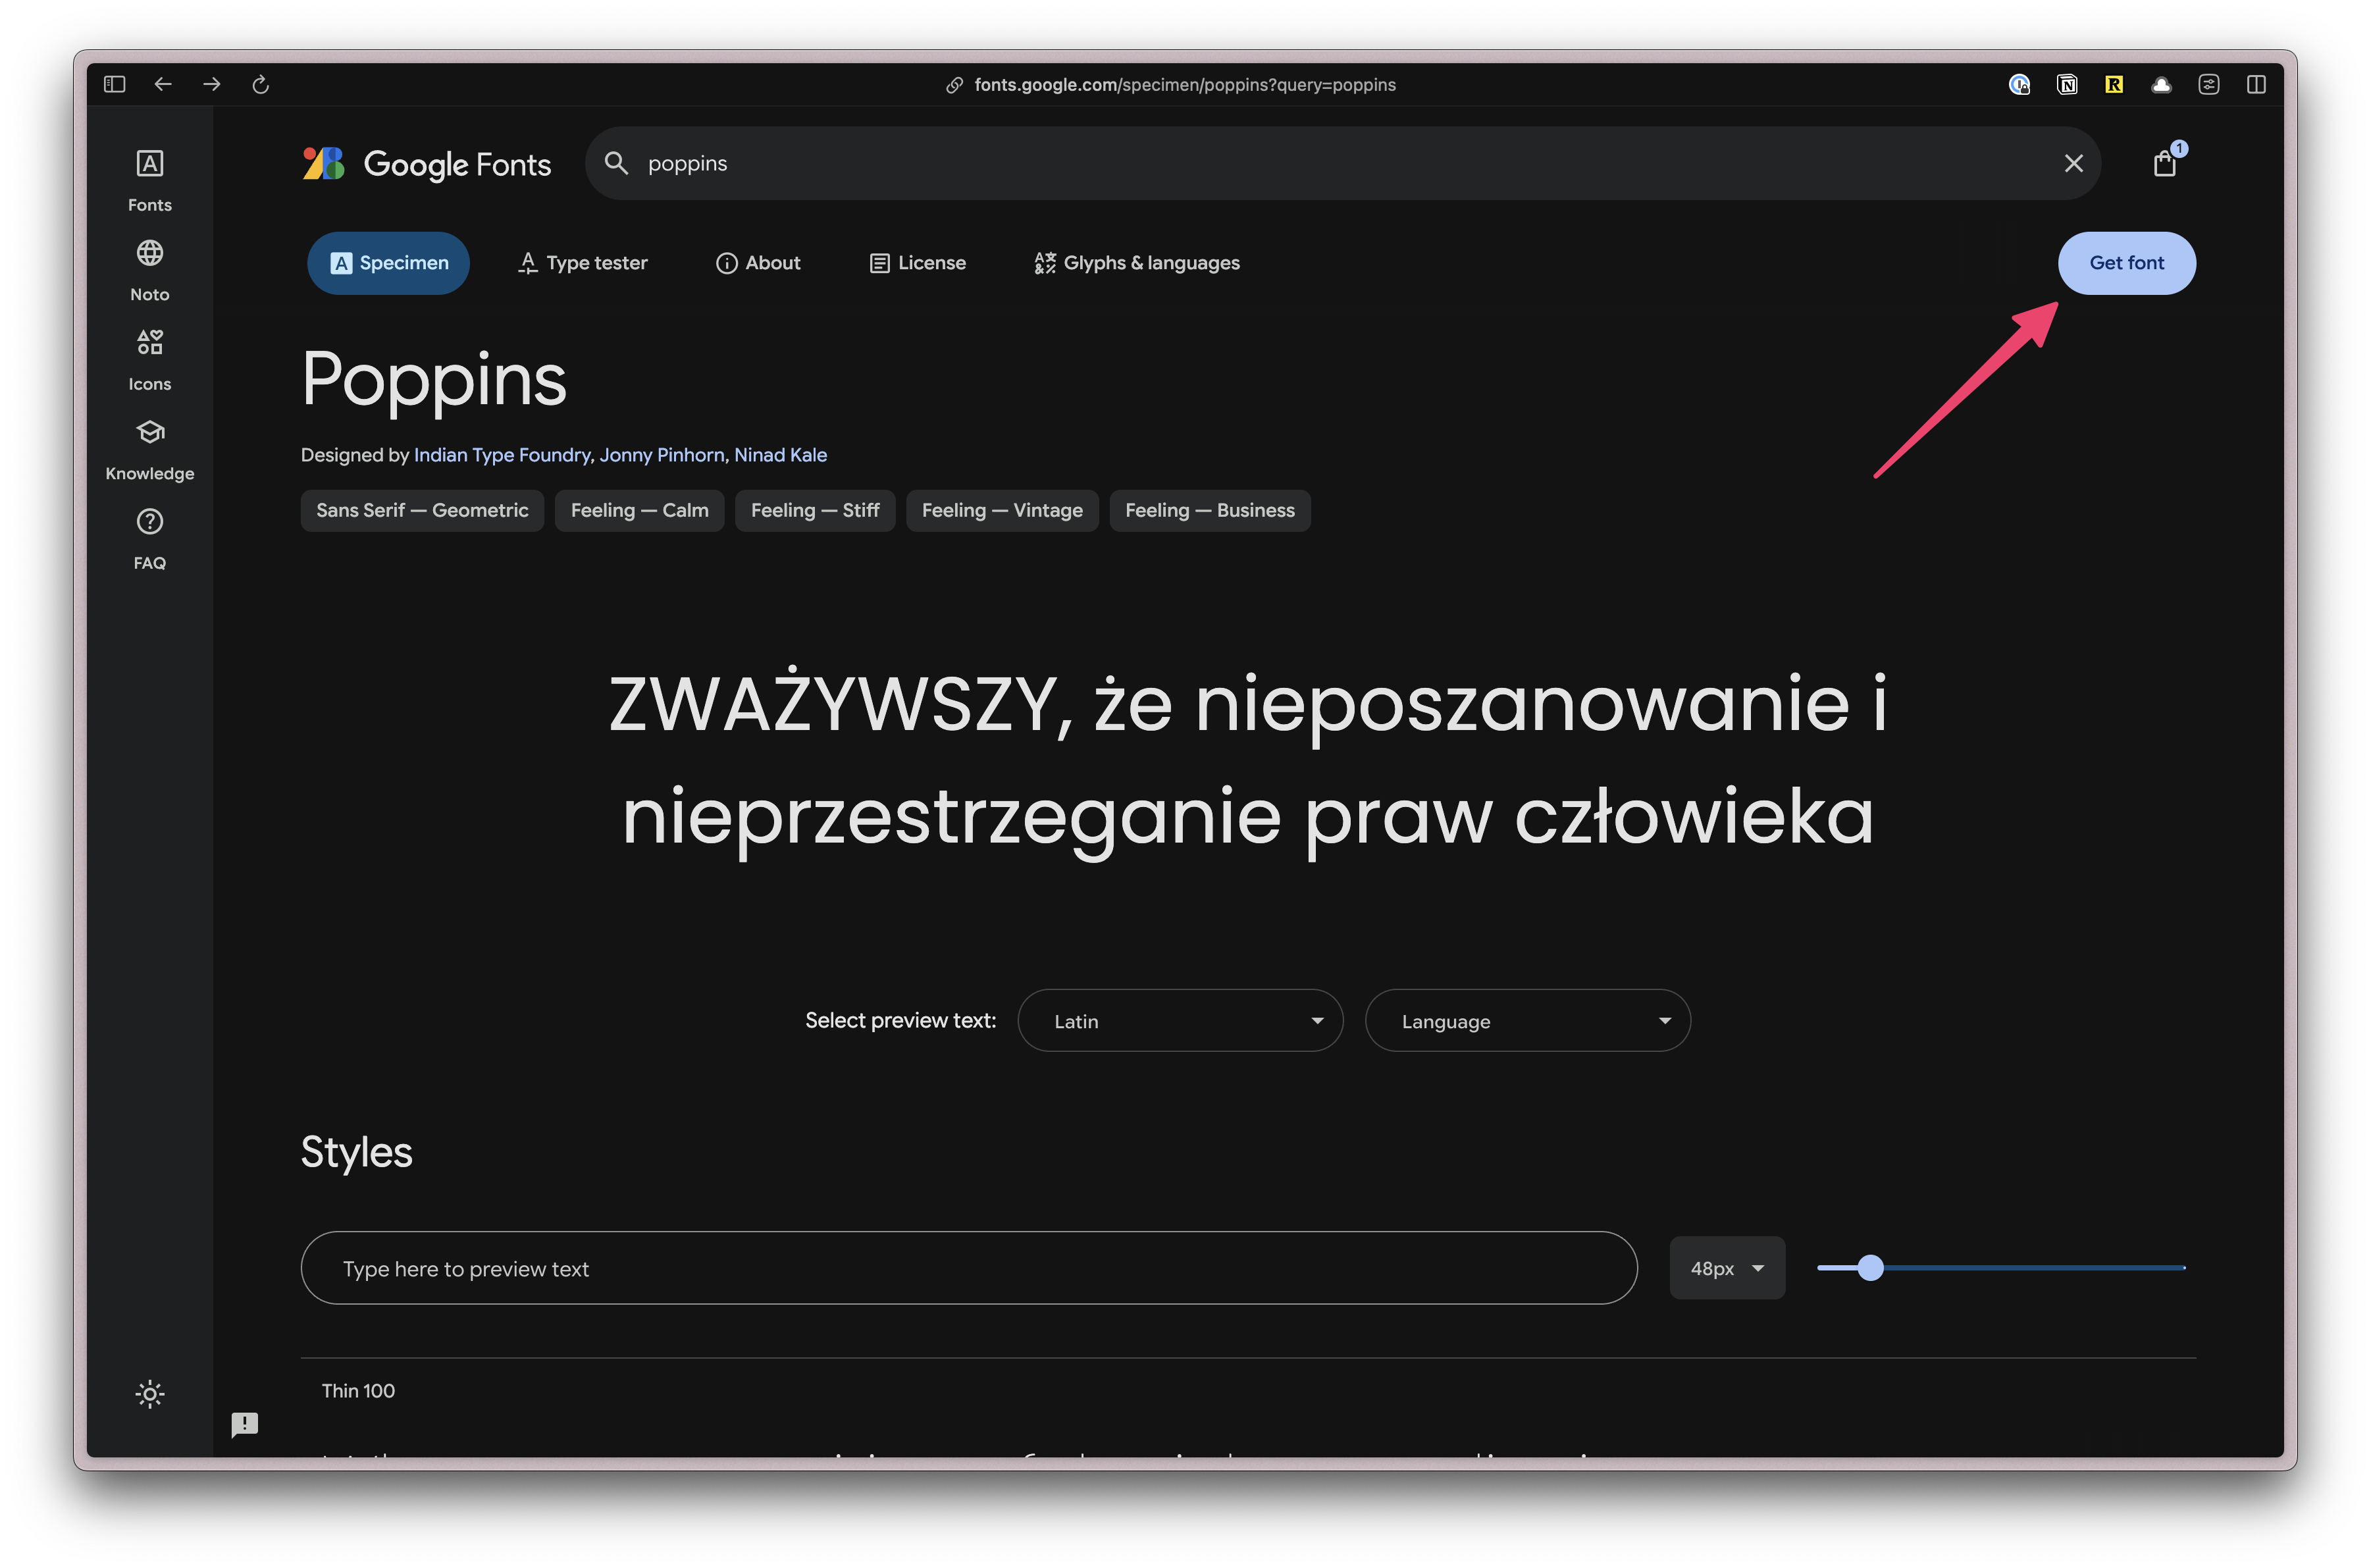 fonts.google.com/specimen/poppins?query=poppins
Google Fonts
poppins
1
Fonts
Noto
Icons
Knowledge
FAQ
Specimen
Type tester
About
License
Glyphs & languages
Get font
Poppins
Designed by Indian Type Foundry, Jonny Pinhorn, Ninad Kale
Sans Serif — Geometric
Feeling — Calm
Feeling — Stiff
Feeling — Vintage
Feeling — Business
ZWAŻYWSZY, że nieposzanowanie i
nieprzestrzeganie praw człowieka
Select preview text:
Latin
Language
Styles
Type here to preview text
48px
Thin 100